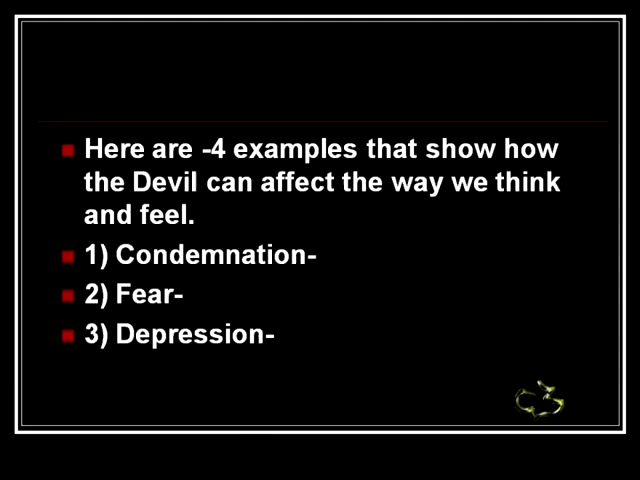 Here are -4 examples that show how
the Devil can affect the way we think
and feel.
1) Condemnation-
2) Fear-
3) Depression-
C3